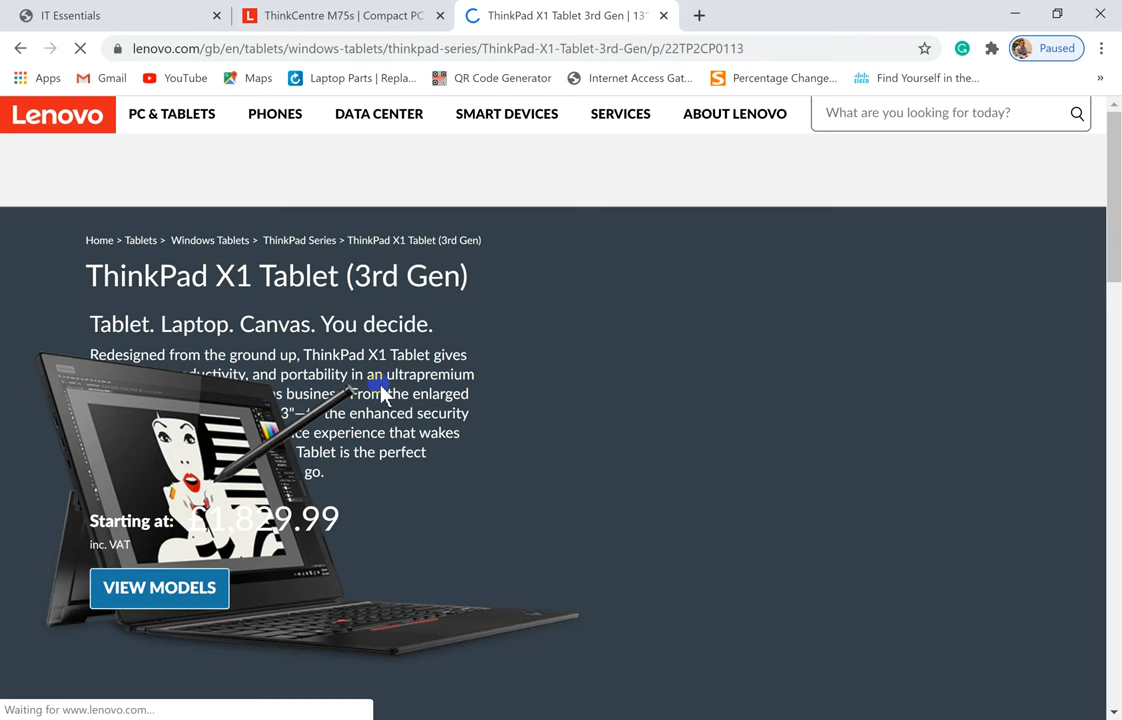 IT Essentials
ThinkCentre M75s | Compact PC
ThinkPad X1 Tablet 3rd Gen | 13"
lenovo.com/gb/en/tablets/windows-tablets/thinkpad-series/ThinkPad-X1-Tablet-3rd-Gen/p/22TP2CP0113
Paused
Apps
Gmail
YouTube
Maps
Laptop Parts | Repla...
QR Code Generator
Internet Access Gat...
Percentage Change...
Find Yourself in the...
»
Lenovo
PC & TABLETS
PHONES
DATA CENTER
SMART DEVICES
SERVICES
ABOUT LENOVO
What are you looking for today?
Home > Tablets > Windows Tablets > ThinkPad Series > ThinkPad X1 Tablet (3rd Gen)
ThinkPad X1 Tablet (3rd Gen)
Tablet. Laptop. Canvas. You decide.
Redesigned from the ground up, ThinkPad X1 Tablet gives
and portability in an ultrapremium
the enlarged
the enhanced security
experience that wakes
Tablet is the perfect
go.
Starting at: £1,829.99
inc. VAT
VIEW MODELS
Waiting for www.lenovo.com...